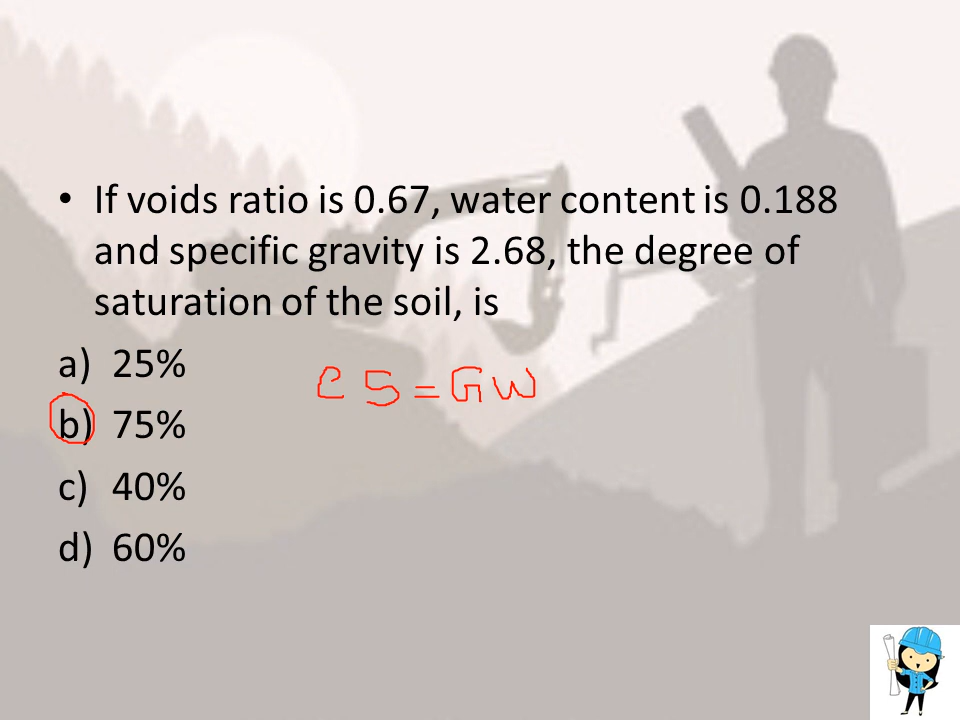 • If voids ratio is 0.67, water content is 0.188
and specific gravity is 2.68, the degree of
saturation of the soil, is
a) 25%
e S = G W
b) 75%
c) 40%
d) 60%